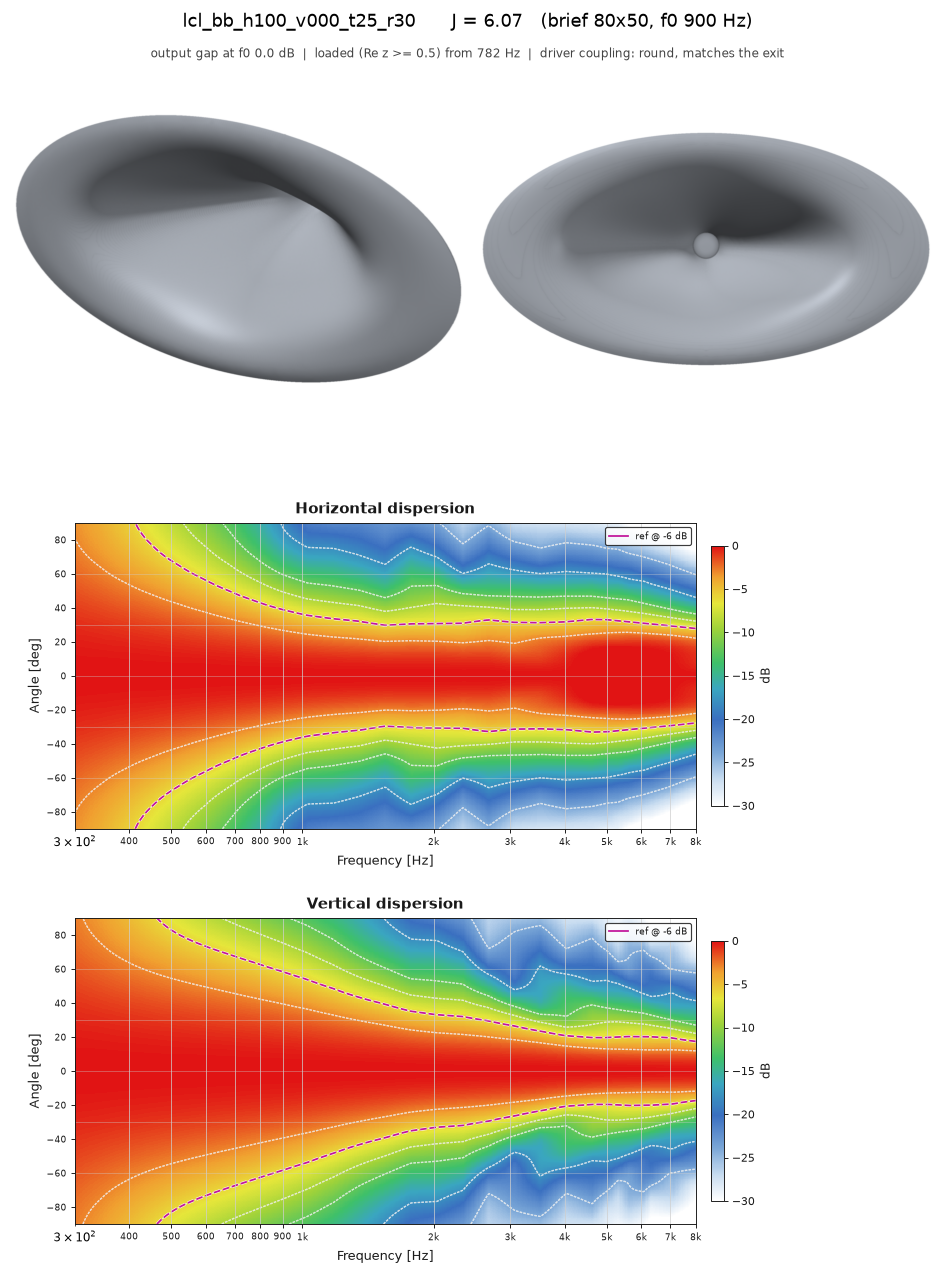 lcl_bb_h100_v000_t25_r30 J = 6.07 (brief 80x50, f0 900 Hz)
output gap at f0 0.0 dB | loaded (Re z >= 0.5) from 782 Hz | driver coupling: round, matches the exit
Horizontal dispersion
ref @ -6 dB
80
60
40
20
0
−20
−40
−60
−80
Angle [deg]
3 × 10²
400
500
600
700
800
900
1k
2k
3k
4k
5k
6k
7k
8k
Frequency [Hz]
0
−5
−10
−15
−20
−25
−30
dB
Vertical dispersion
ref @ -6 dB
80
60
40
20
0
−20
−40
−60
−80
Angle [deg]
3 × 10²
400
500
600
700
800
900
1k
2k
3k
4k
5k
6k
7k
8k
Frequency [Hz]
0
−5
−10
−15
−20
−25
−30
dB